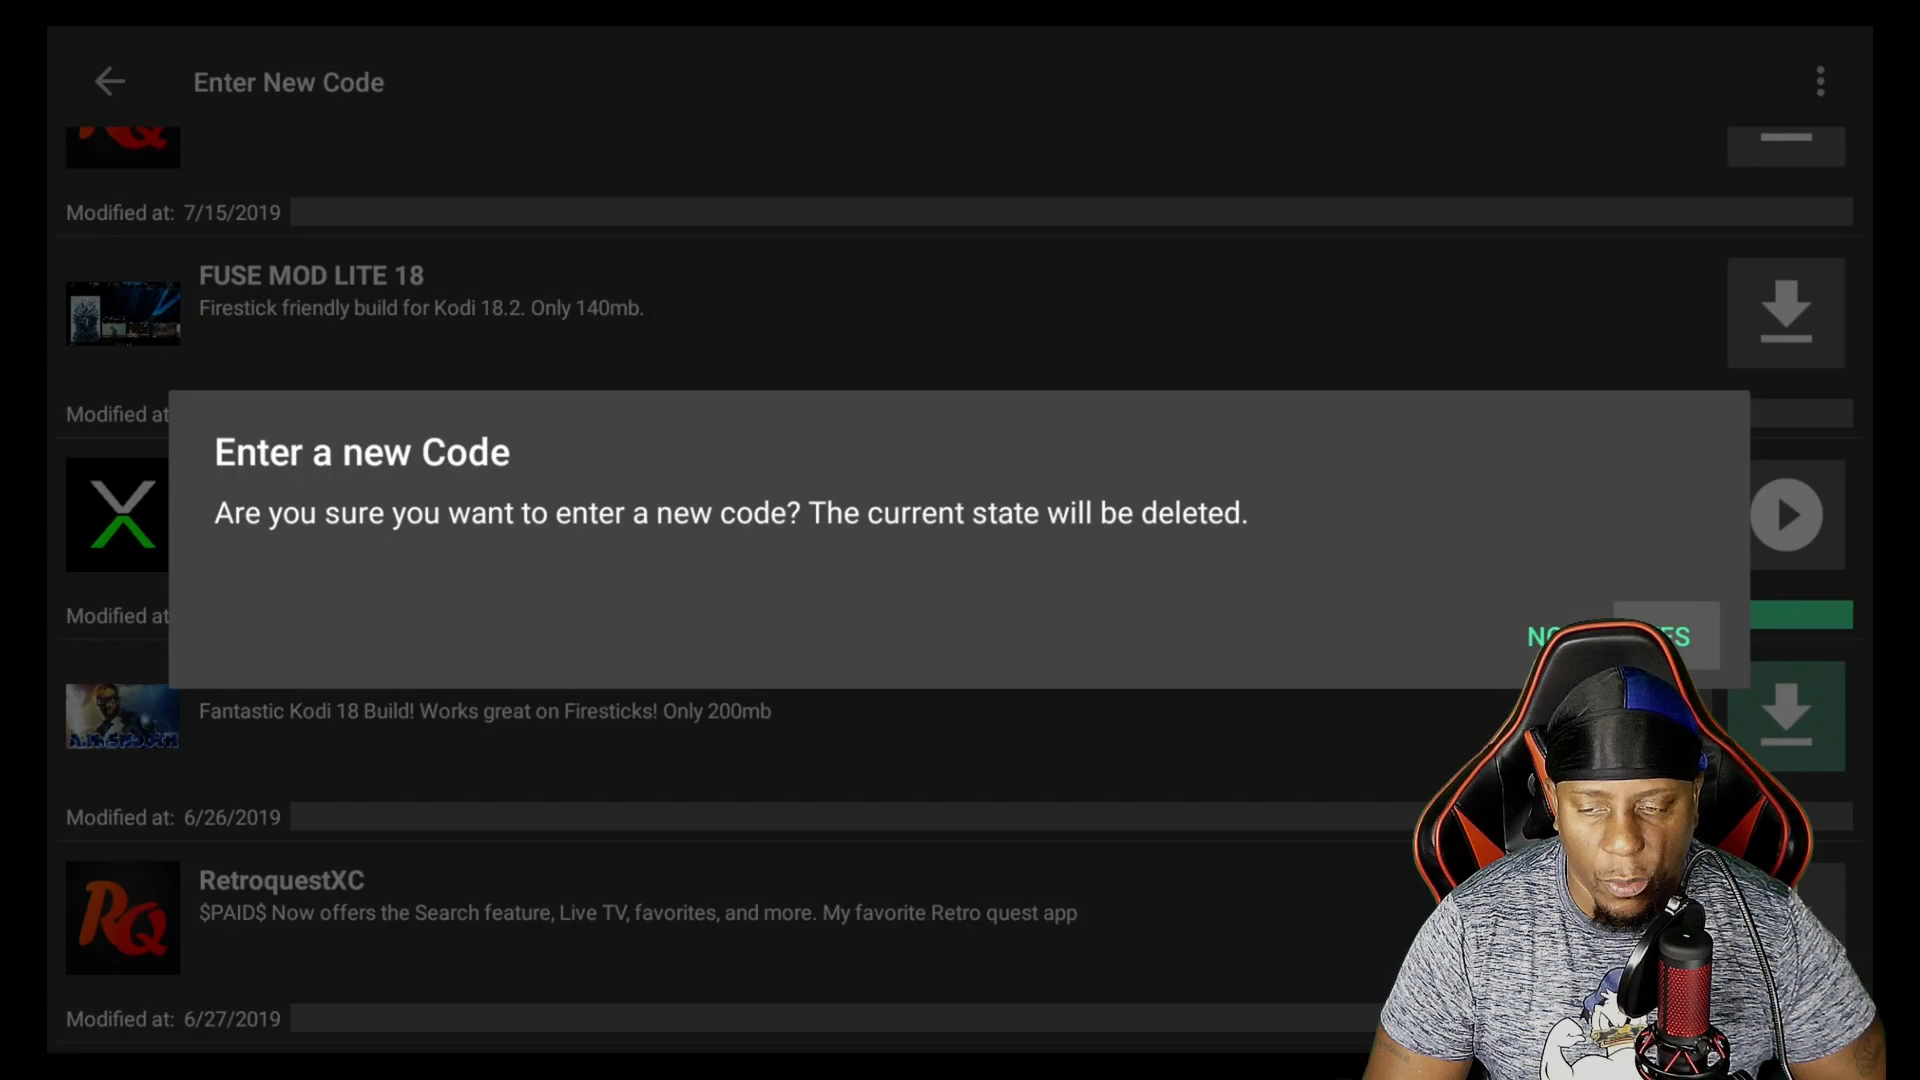 Enter New Code
RQ
Modified at: 7/15/2019
FUSE MOD LITE 18
Firestick friendly build for Kodi 18.2. Only 140mb.
Modified at
Enter a new Code
Are you sure you want to enter a new code? The current state will be deleted.
Modified at
Fantastic Kodi 18 Build! Works great on Firesticks! Only 200mb
Modified at: 6/26/2019
RetroquestXC
RQ
$PAID$ Now offers the Search feature, Live TV, favorites, and more. My favorite Retro quest app
Modified at: 6/27/2019